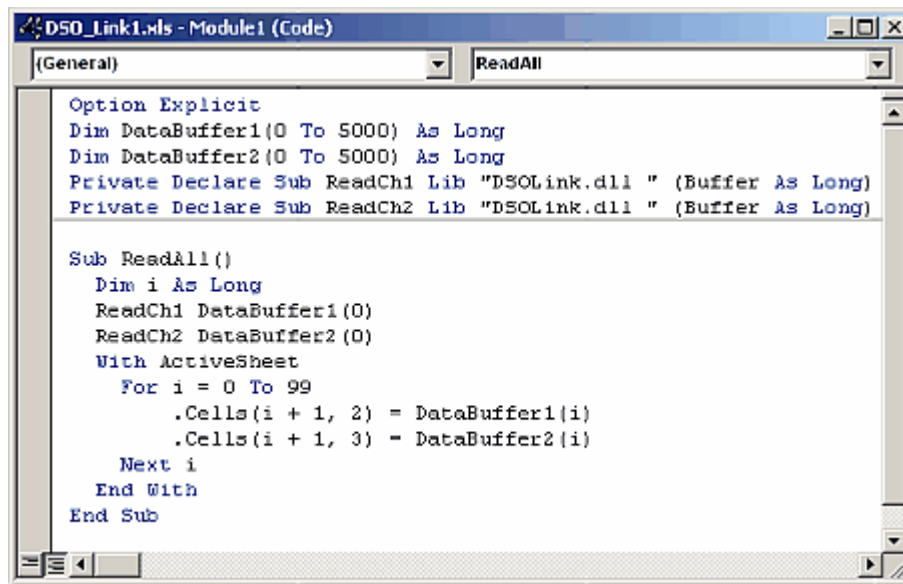 DSO_Link1.xls - Module1 (Code)
(General) ReadAll
Option Explicit
Dim DataBuffer1(0 To 5000) As Long
Dim DataBuffer2(0 To 5000) As Long
Private Declare Sub ReadCh1 Lib "DSOLink.dll " (Buffer As Long)
Private Declare Sub ReadCh2 Lib "DSOLink.dll " (Buffer As Long)
Sub ReadAll()
Dim i As Long
ReadCh1 DataBuffer1(0)
ReadCh2 DataBuffer2(0)
With ActiveSheet
For i = 0 To 99
.Cells(i + 1, 2) = DataBuffer1(i)
.Cells(i + 1, 3) = DataBuffer2(i)
Next i
End With
End Sub